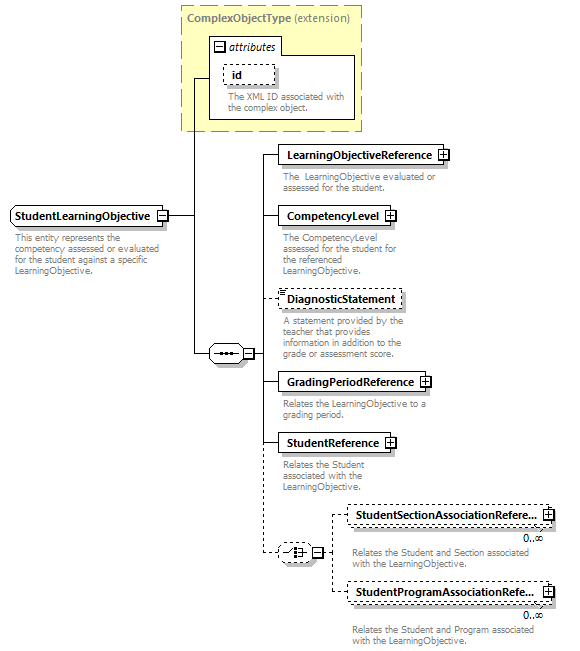 ComplexObjectType (extension)
attributes
id
The XML ID associated with
the complex object.
LearningObjectiveReference
The LearningObjective evaluated or
assessed for the student.
StudentLearningObjective
This entity represents the
competency assessed or evaluated
for the student against a specific
LearningObjective.
CompetencyLevel
The CompetencyLevel
assessed for the student for
the referenced
LearningObjective.
DiagnosticStatement
A statement provided by the
teacher that provides
information in addition to the
grade or assessment score.
GradingPeriodReference
Relates the LearningObjective to a
grading period.
StudentReference
Relates the Student
associated with the
LearningObjective.
StudentSectionAssociationRefere...
0..∞
Relates the Student and Section associated
with the LearningObjective.
StudentProgramAssociationRefe...
0..∞
Relates the Student and Program associated
with the LearningObjective.